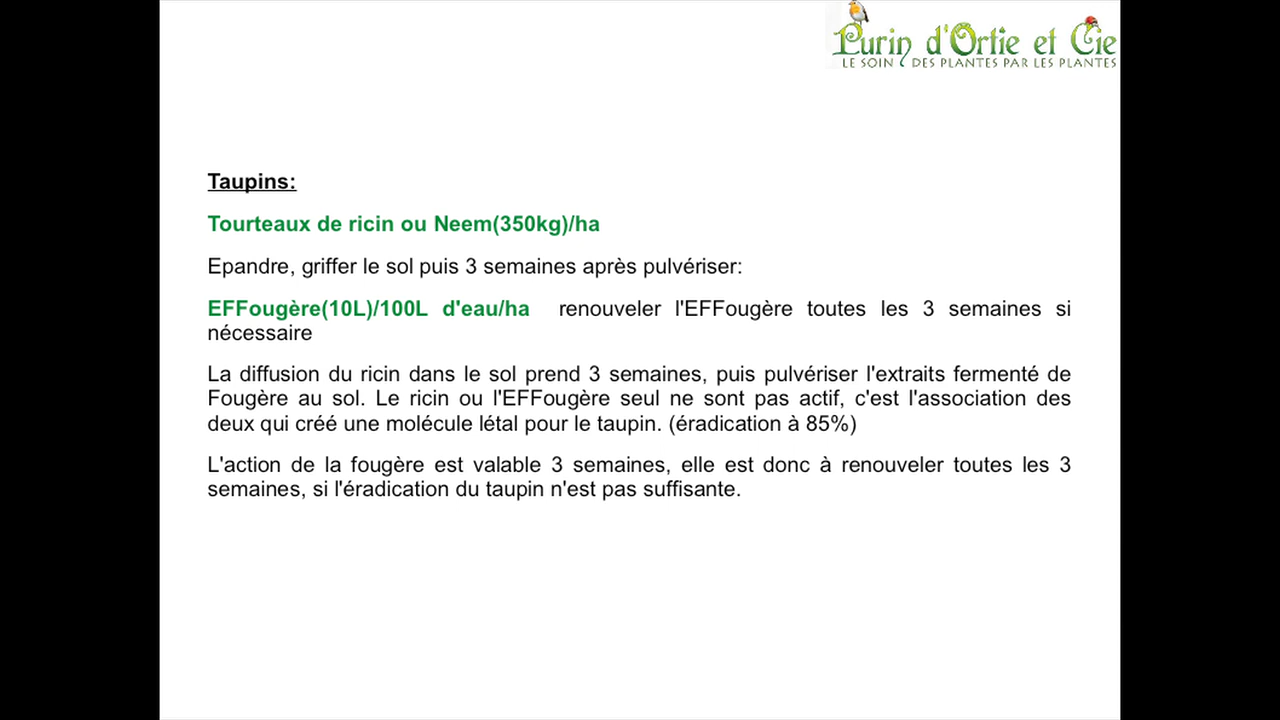 Purin d'Ortie et Cie
LE SOIN DES PLANTES PAR LES PLANTES
Taupins:
Tourteaux de ricin ou Neem(350kg)/ha
Epandre, griffer le sol puis 3 semaines après pulvériser:
EFFougère(10L)/100L d'eau/ha renouveler l'EFFougère toutes les 3 semaines si
nécessaire
La diffusion du ricin dans le sol prend 3 semaines, puis pulvériser l'extraits fermenté de
Fougère au sol. Le ricin ou l'EFFougère seul ne sont pas actif, c'est l'association des
deux qui créé une molécule létal pour le taupin. (éradication à 85%)
L'action de la fougère est valable 3 semaines, elle est donc à renouveler toutes les 3
semaines, si l'éradication du taupin n'est pas suffisante.